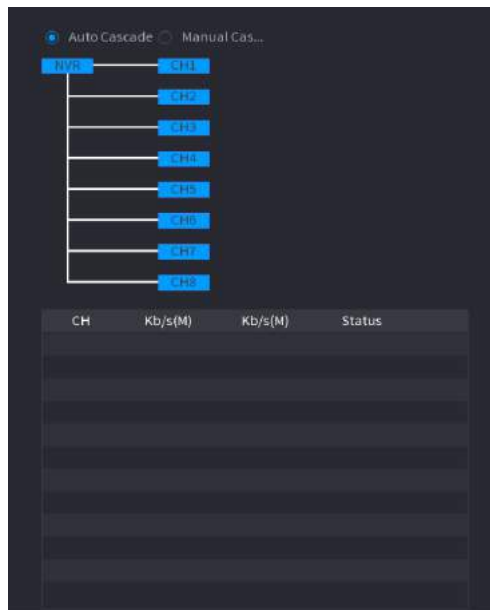 Auto Cascade Manual Cas...
NVR CH1
CH2
CH3
CH4
CH5
CH6
CH7
CH8
CH Kb/s(M) Kb/s(M) Status